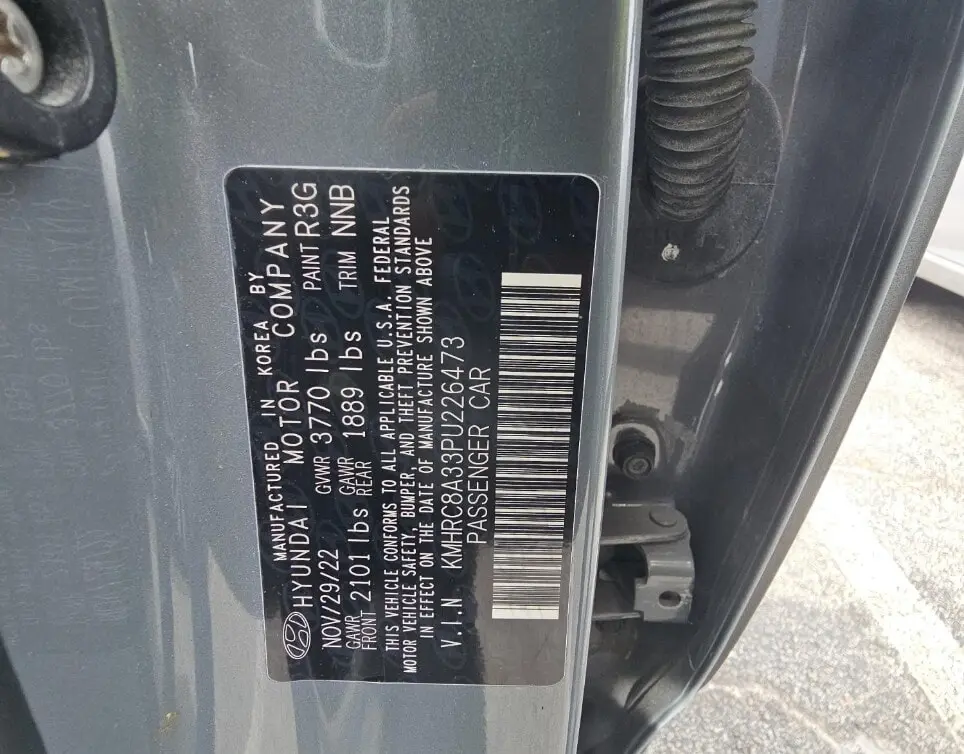 MANUFACTURED IN KOREA BY
HYUNDAI MOTOR COMPANY
NOV/29/22 GVWR 3770 lbs PAINT R3G
GAWR FRONT 2101 lbs GAWR REAR 1889 lbs TRIM NNB
THIS VEHICLE CONFORMS TO ALL APPLICABLE U.S.A. FEDERAL
MOTOR VEHICLE SAFETY, BUMPER, AND THEFT PREVENTION STANDARDS
IN EFFECT ON THE DATE OF MANUFACTURE SHOWN ABOVE
V.I.N KMHRC8A33PU226473
PASSENGER CAR